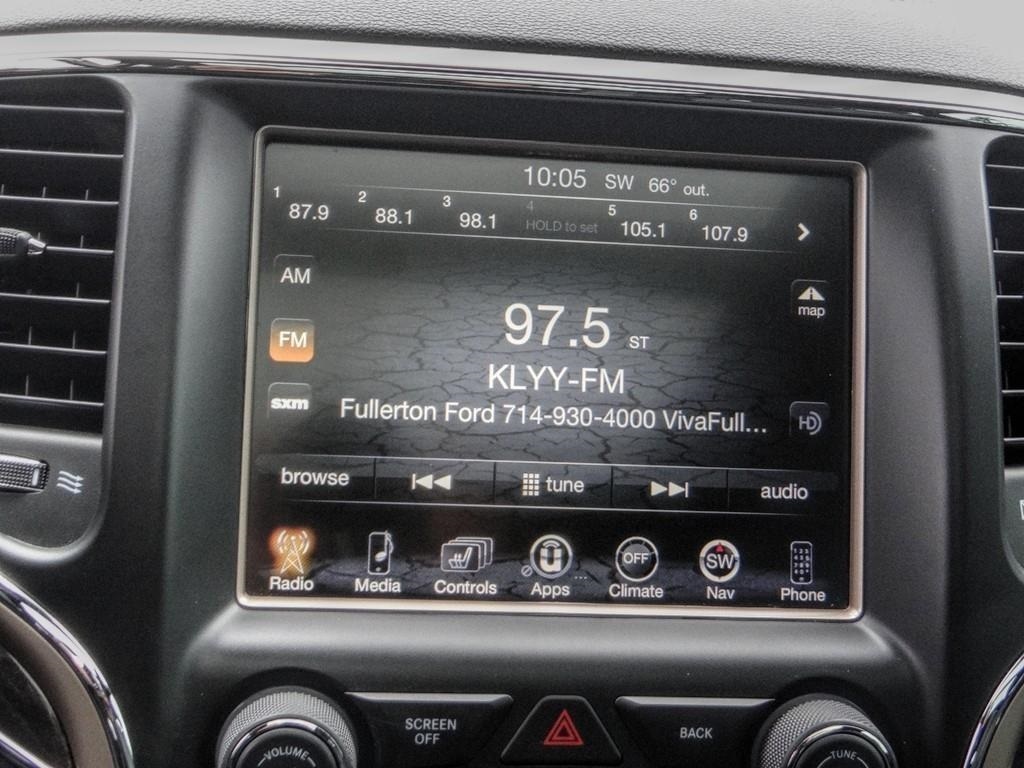 10:05 SW 66° out.
1 87.9 2 88.1 3 98.1 4 HOLD to set 5 105.1 6 107.9
AM
map
97.5 ST
FM
KLYY-FM
sxm
Fullerton Ford 714-930-4000 VivaFull...
HD
browse tune audio
OFF SW
Radio Media Controls Apps Climate Nav Phone
SCREEN
OFF
BACK
VOLUME
TUNE